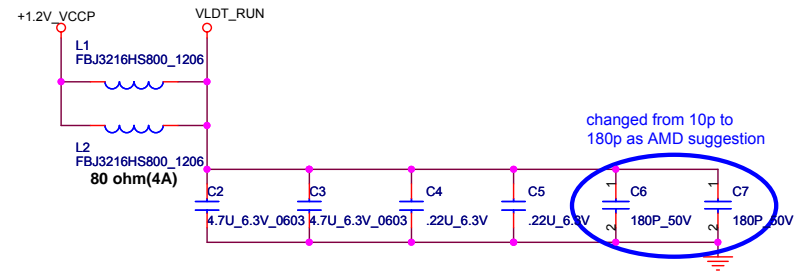 +1.2V_VCCP
VLDT_RUN
L1
FBJ3216HS800_1206
L2
FBJ3216HS800_1206
80 ohm(4A)
changed from 10p to
180p as AMD suggestion
C2
4.7U_6.3V_0603
C3
4.7U_6.3V_0603
C4
.22U_6.3V
C5
.22U_6.3V
1
C6
2
180P_50V
1
C7
2
180P_50V